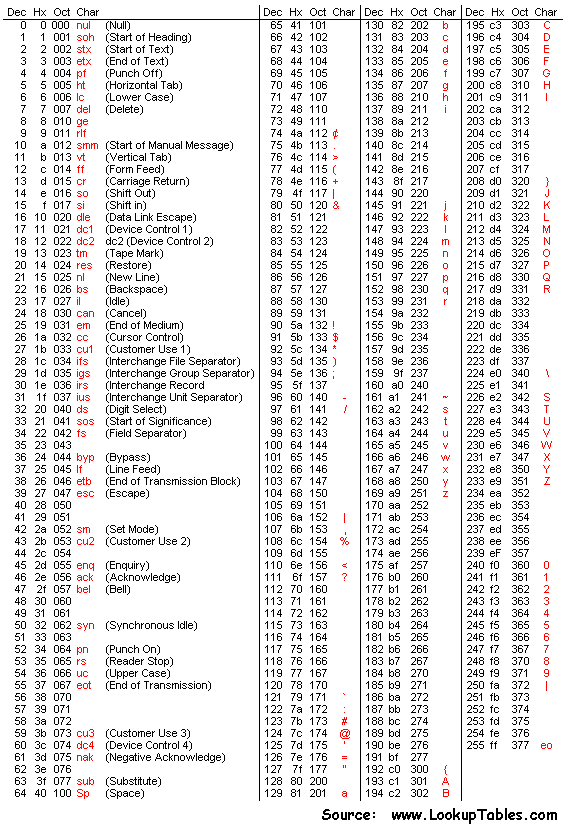 Dec Hx Oct Char
0 0 000 nul (Null)
1 1 001 soh (Start of Heading)
2 2 002 stx (Start of Text)
3 3 003 etx (End of Text)
4 4 004 pf (Punch Off)
5 5 005 ht (Horizontal Tab)
6 6 006 lc (Lower Case)
7 7 007 del (Delete)
8 8 010 ge
9 9 011 rlf
10 a 012 smm (Start of Manual Message)
11 b 013 vt (Vertical Tab)
12 c 014 ff (Form Feed)
13 d 015 cr (Carriage Return)
14 e 016 so (Shift Out)
15 f 017 si (Shift in)
16 10 020 dle (Data Link Escape)
17 11 021 dc1 (Device Control 1)
18 12 022 dc2 dc2 (Device Control 2)
19 13 023 tm (Tape Mark)
20 14 024 res (Restore)
21 15 025 nl (New Line)
22 16 026 bs (Backspace)
23 17 027 il (Idle)
24 18 030 can (Cancel)
25 19 031 em (End of Medium)
26 1a 032 cc (Cursor Control)
27 1b 033 cu1 (Customer Use 1)
28 1c 034 ifs (Interchange File Separator)
29 1d 035 igs (Interchange Group Separator)
30 1e 036 irs (Interchange Record
31 1f 037 ius (Interchange Unit Separator)
32 20 040 ds (Digit Select)
33 21 041 sos (Start of Significance)
34 22 042 fs (Field Separator)
35 23 043
36 24 044 byp (Bypass)
37 25 045 lf (Line Feed)
38 26 046 etb (End of Transmission Block)
39 27 047 esc (Escape)
40 28 050
41 29 051
42 2a 052 sm (Set Mode)
43 2b 053 cu2 (Customer Use 2)
44 2c 054
45 2d 055 enq (Enquiry)
46 2e 056 ack (Acknowledge)
47 2f 057 bel (Bell)
48 30 060
49 31 061
50 32 062 syn (Synchronous Idle)
51 33 063
52 34 064 pn (Punch On)
53 35 065 rs (Reader Stop)
54 36 066 uc (Upper Case)
55 37 067 eot (End of Transmission)
56 38 070
57 39 071
58 3a 072
59 3b 073 cu3 (Customer Use 3)
60 3c 074 dc4 (Device Control 4)
61 3d 075 nak (Negative Acknowledge)
62 3e 076
63 3f 077 sub (Substitute)
64 40 100 Sp (Space)
Dec Hx Oct Char
65 41 101
66 42 102
67 43 103
68 44 104
69 45 105
70 46 106
71 47 107
72 48 110
73 49 111
74 4a 112 ¢
75 4b 113 .
76 4c 114 >
77 4d 115 (
78 4e 116 +
79 4f 117 |
80 50 120 &
81 51 121
82 52 122
83 53 123
84 54 124
85 55 125
86 56 126
87 57 127
88 58 130
89 59 131
90 5a 132 !
91 5b 133 $
92 5c 134 *
93 5d 135 )
94 5e 136 ;
95 5f 137
96 60 140 -
97 61 141 /
98 62 142
99 63 143
100 64 144
101 65 145
102 66 146
103 67 147
104 68 150
105 69 151
106 6a 152 |
107 6b 153 ,
108 6c 154 %
109 6d 155
110 6e 156 <
111 6f 157 ?
112 70 160
113 71 161
114 72 162
115 73 163
116 74 164
117 75 165
118 76 166
119 77 167
120 78 170
121 79 171 `
122 7a 172 :
123 7b 173 #
124 7c 174 @
125 7d 175 '
126 7e 176 =
127 7f 177 "
128 80 200
129 81 201 a
Dec Hx Oct Char
130 82 202 b
131 83 203 c
132 84 204 d
133 85 205 e
134 86 206 f
135 87 207 g
136 88 210 h
137 89 211 i
138 8a 212
139 8b 213
140 8c 214
141 8d 215
142 8e 216
143 8f 217
144 90 220
145 91 221 j
146 92 222 k
147 93 223 l
148 94 224 m
149 95 225 n
150 96 226 o
151 97 227 p
152 98 230 q
153 99 231 r
154 9a 232
155 9b 233
156 9c 234
157 9d 235
158 9e 236
159 9f 237
160 a0 240
161 a1 241 ~
162 a2 242 s
163 a3 243 t
164 a4 244 u
165 a5 245 v
166 a6 246 w
167 a7 247 x
168 a8 250 y
169 a9 251 z
170 aa 252
171 ab 253
172 ac 254
173 ad 255
174 ae 256
175 af 257
176 b0 260
177 b1 261
178 b2 262
179 b3 263
180 b4 264
181 b5 265
182 b6 266
183 b7 267
184 b8 270
185 b9 271
186 ba 272
187 bb 273
188 bc 274
189 bd 275
190 be 276
191 bf 277
192 c0 300 {
193 c1 301 A
194 c2 302 B
Dec Hx Oct Char
195 c3 303 C
196 c4 304 D
197 c5 305 E
198 c6 306 F
199 c7 307 G
200 c8 310 H
201 c9 311 I
202 ca 312
203 cb 313
204 cc 314
205 cd 315
206 ce 316
207 cf 317
208 d0 320 }
209 d1 321 J
210 d2 322 K
211 d3 323 L
212 d4 324 M
213 d5 325 N
214 d6 326 O
215 d7 327 P
216 d8 330 Q
217 d9 331 R
218 da 332
219 db 333
220 dc 334
221 dd 335
222 de 336
223 df 337
224 e0 340 \
225 e1 341
226 e2 342 S
227 e3 343 T
228 e4 344 U
229 e5 345 V
230 e6 346 W
231 e7 347 X
232 e8 350 Y
233 e9 351 Z
234 ea 352
235 eb 353
236 ec 354
237 ed 355
238 ee 356
239 eF 357
240 f0 360 0
241 f1 361 1
242 f2 362 2
243 f3 363 3
244 f4 364 4
245 f5 365 5
246 f6 366 6
247 f7 367 7
248 f8 370 8
249 f9 371 9
250 fa 372 |
251 fb 373
252 fc 374
253 fd 375
254 fe 376
255 ff 377 eo
Source: www.LookupTables.com